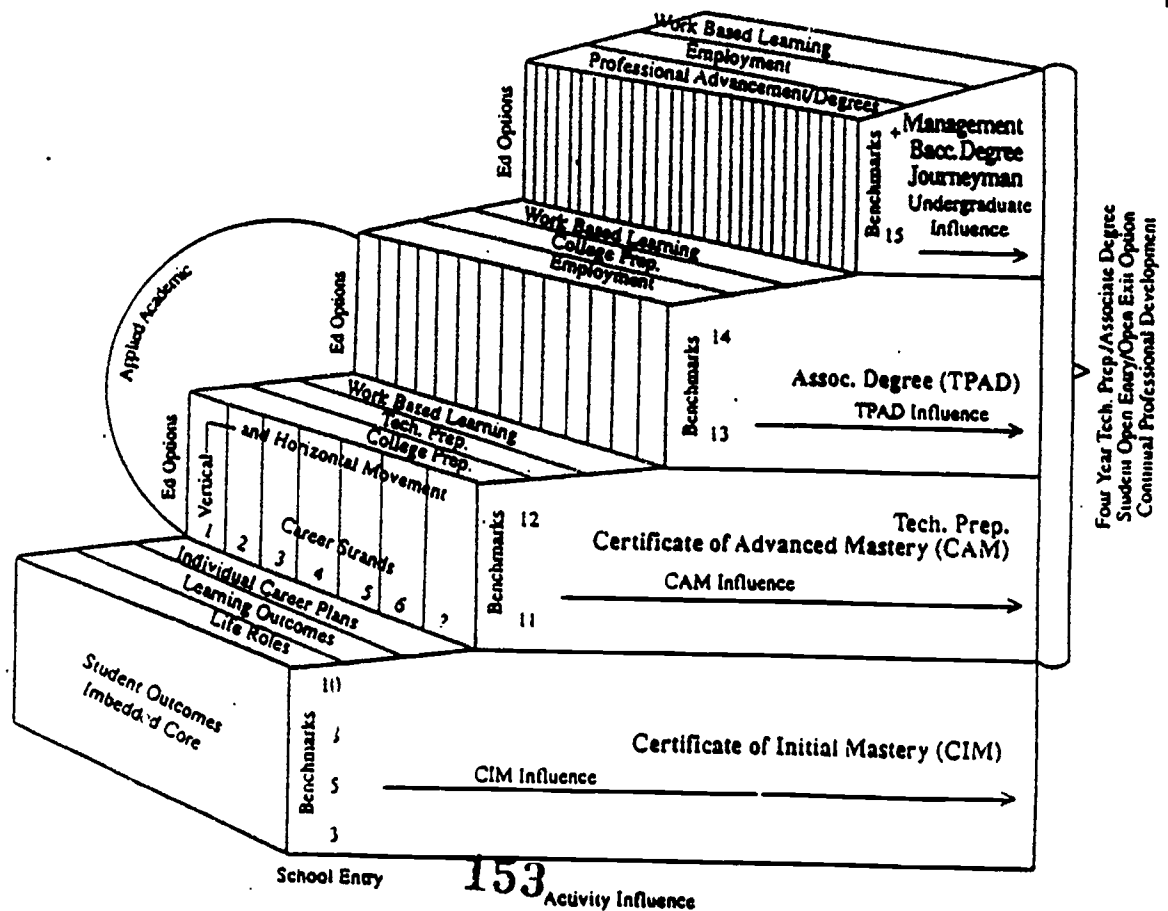 Work Based Learning
Employment
Professional Advancement/Degrees
Ed Options
Benchmarks
15 +
Management
Bacc. Degree
Journeyman
Undergraduate
Influence
Work Based Learning
College Prep.
Employment
Ed Options
Benchmarks
14
13
Assoc. Degree (TPAD)
TPAD Influence
Applied Academic
Work Based Learning
Tech. Prep.
College Prep.
Ed Options
Vertical
and Horizontal Movement
Career Strands
1 2 3 4 5 6 ?
Benchmarks
12
11
Tech. Prep.
Certificate of Advanced Mastery (CAM)
CAM Influence
Individual Career Plans
Learning Outcomes
Life Roles
Student Outcomes
Imbedded Core
Benchmarks
10
5
3
Certificate of Initial Mastery (CIM)
CIM Influence
Four Year Tech. Prep./Associate Degree
Student Open Entry/Open Exit Option
Continual Professional Development
School Entry
153
Activity Influence